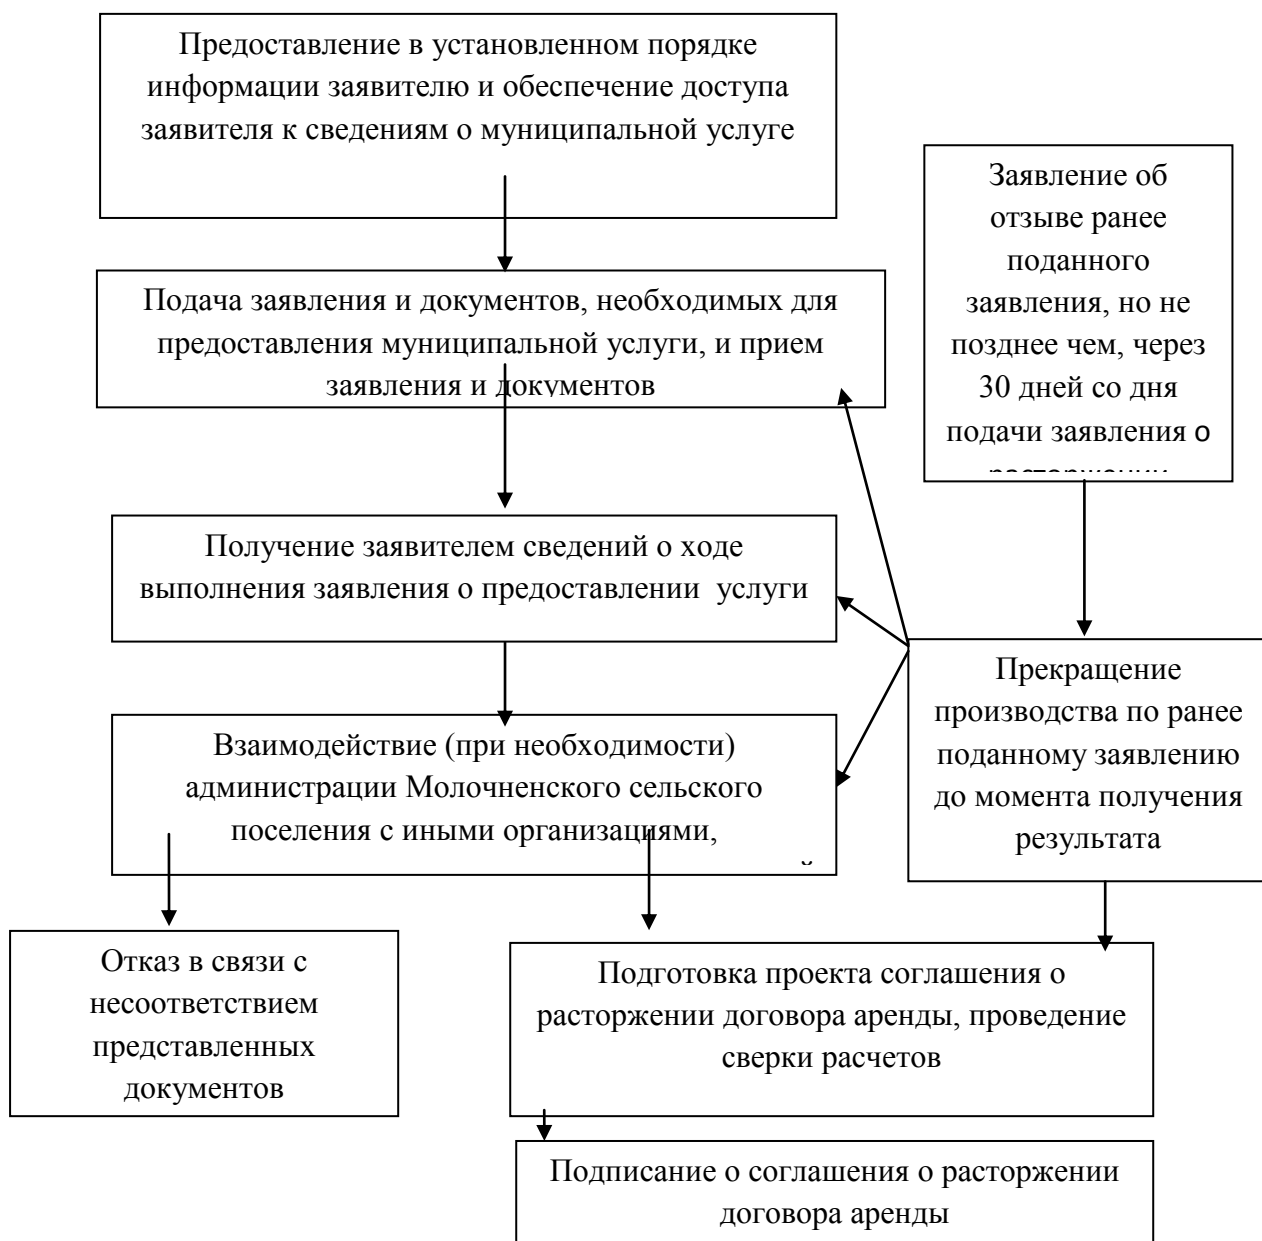 Предоставление в установленном порядке
информации заявителю и обеспечение доступа
заявителя к сведениям о муниципальной услуге
Заявление об
отзыве ранее
поданного
заявления, но не
позднее чем, через
30 дней со дня
подачи заявления о
Подача заявления и документов, необходимых для
предоставления муниципальной услуги, и прием
заявления и документов
Получение заявителем сведений о ходе
выполнения заявления о предоставлении услуги
Прекращение
производства по ранее
поданному заявлению
до момента получения
результата
Взаимодействие (при необходимости)
администрации Молочненского сельского
поселения с иными организациями,
Отказ в связи с
несоответствием
представленных
документов
Подготовка проекта соглашения о
расторжении договора аренды, проведение
сверки расчетов
Подписание о соглашения о расторжении
договора аренды